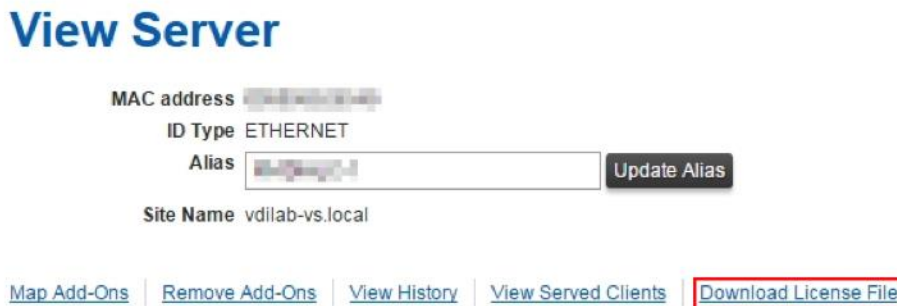 View Server
MAC address
ID Type ETHERNET
Alias Update Alias
Site Name vdilab-vs.local
Map Add-Ons Remove Add-Ons View History View Served Clients Download License File